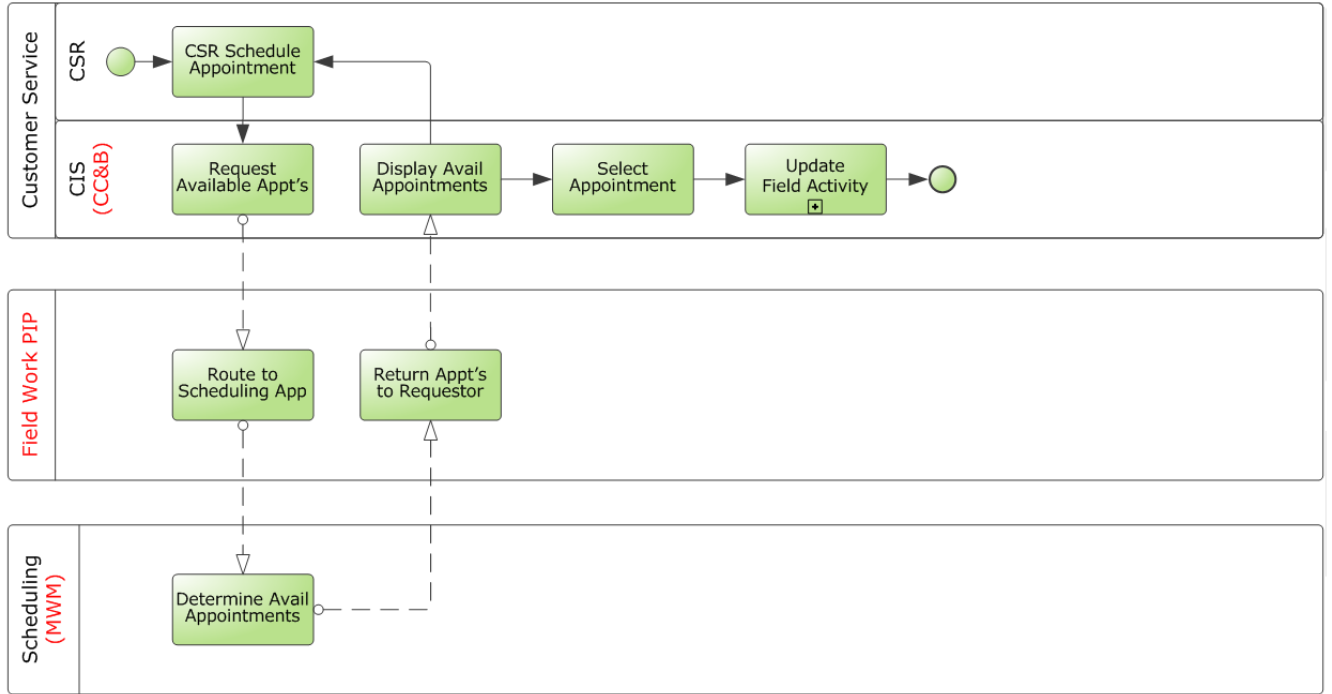 Customer Service
CSR
CSR Schedule
Appointment
CIS
(CC&B)
Request
Available Appt's
Display Avail
Appointments
Select
Appointment
Update
Field Activity
Field Work PIP
Route to
Scheduling App
Return Appt's
to Requestor
Scheduling
(MWM)
Determine Avail
Appointments